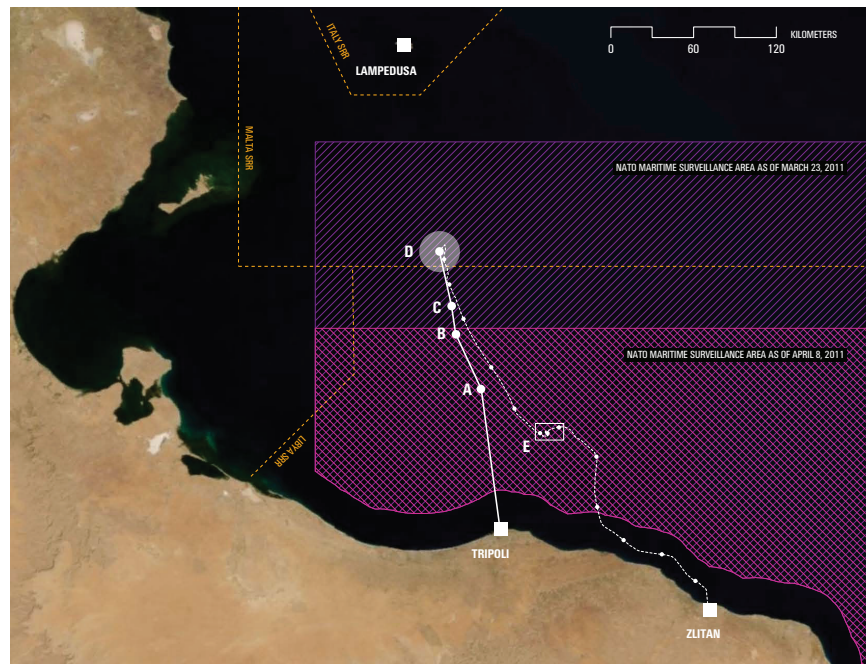 ITALY SRR
LAMPEDUSA
KILOMETERS
0 60 120
MALTA SRR
NATO MARITIME SURVEILLANCE AREA AS OF MARCH 23, 2011
D
C
B
NATO MARITIME SURVEILLANCE AREA AS OF APRIL 8, 2011
A
E
LIBYA SRR
TRIPOLI
ZLITAN